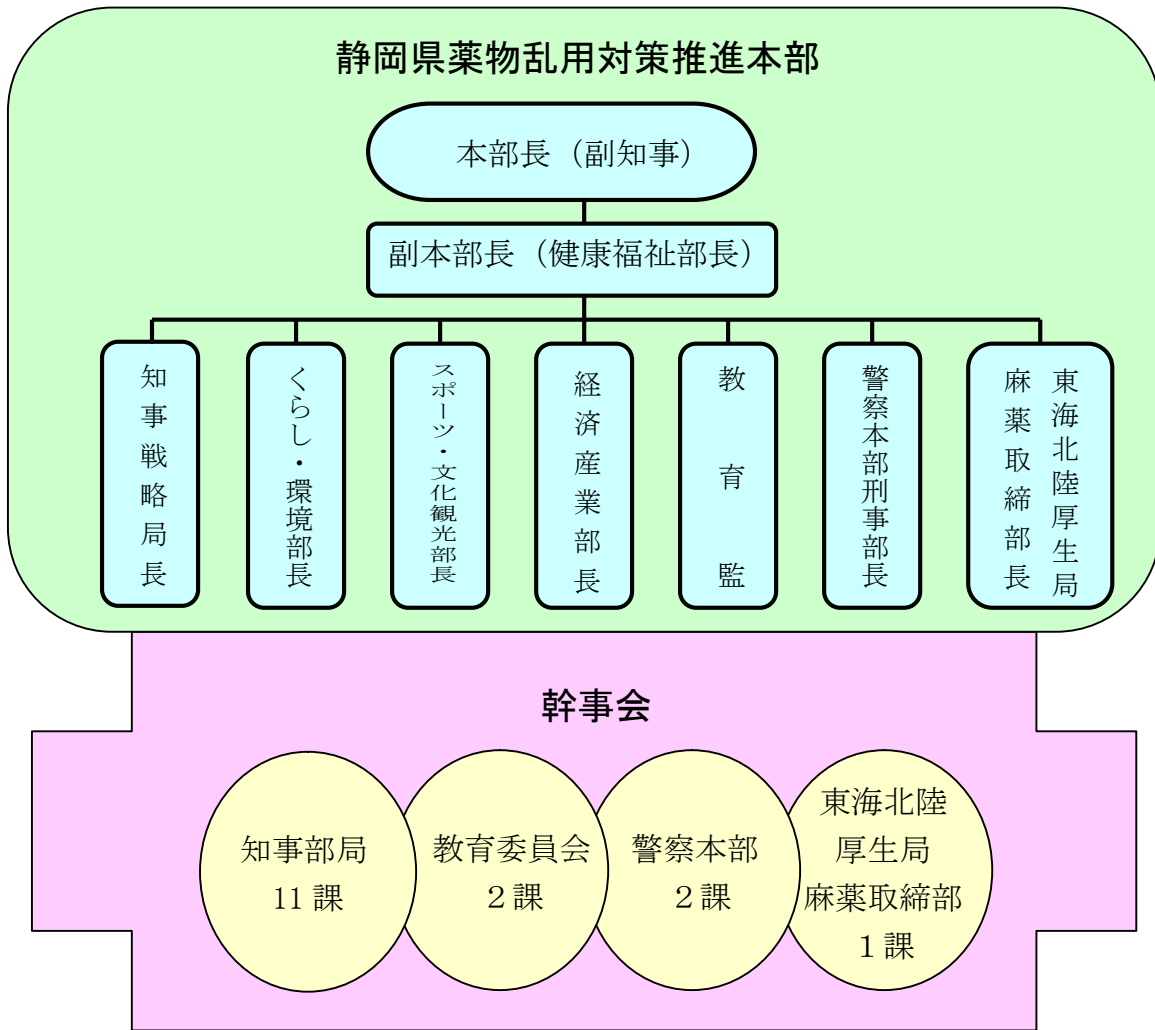 静岡県薬物乱用対策推進本部
本部長（副知事）
副本部長（健康福祉部長）
知事戦略局長
くらし・環境部長
スポーツ・文化観光部長
経済産業部長
教育監
警察本部刑事部長
東海北陸厚生局
麻薬取締部長
幹事会
知事部局
11課
教育委員会
２課
警察本部
２課
東海北陸
厚生局
麻薬取締部
１課